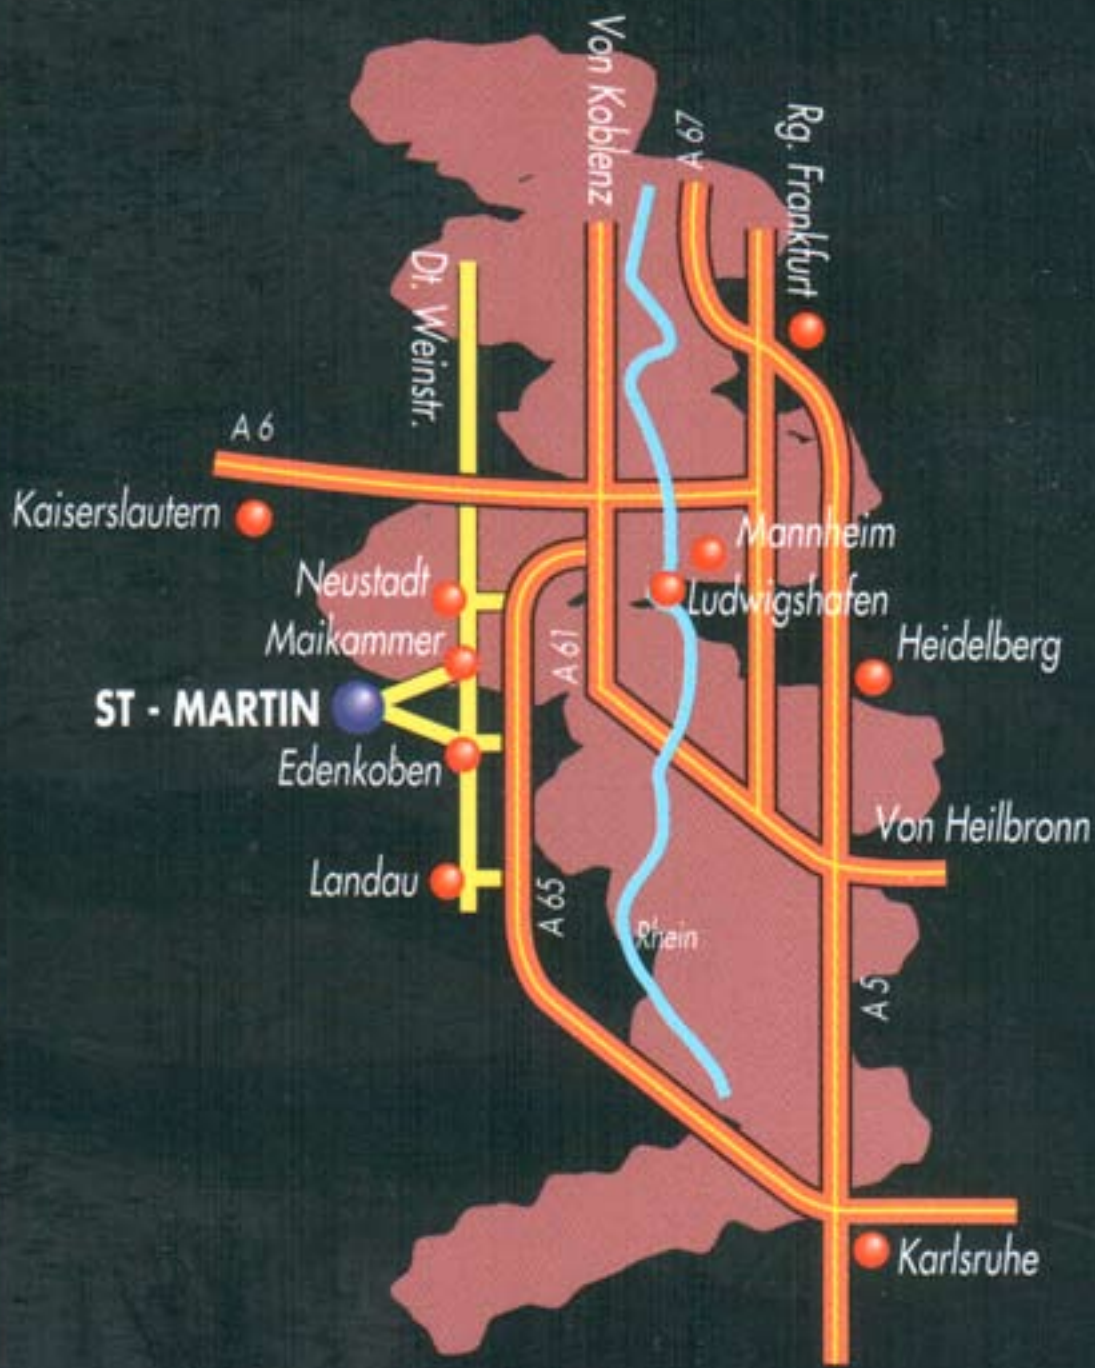 Von Koblenz
A 67
Rg. Frankfurt
Dt. Weinstr.
A 6
Kaiserslautern
Mannheim
Neustadt
Ludwigshafen
Maikammer
A 61
Heidelberg
ST - MARTIN
Edenkoben
Von Heilbronn
Landau
A 65
Rhein
A 5
Karlsruhe